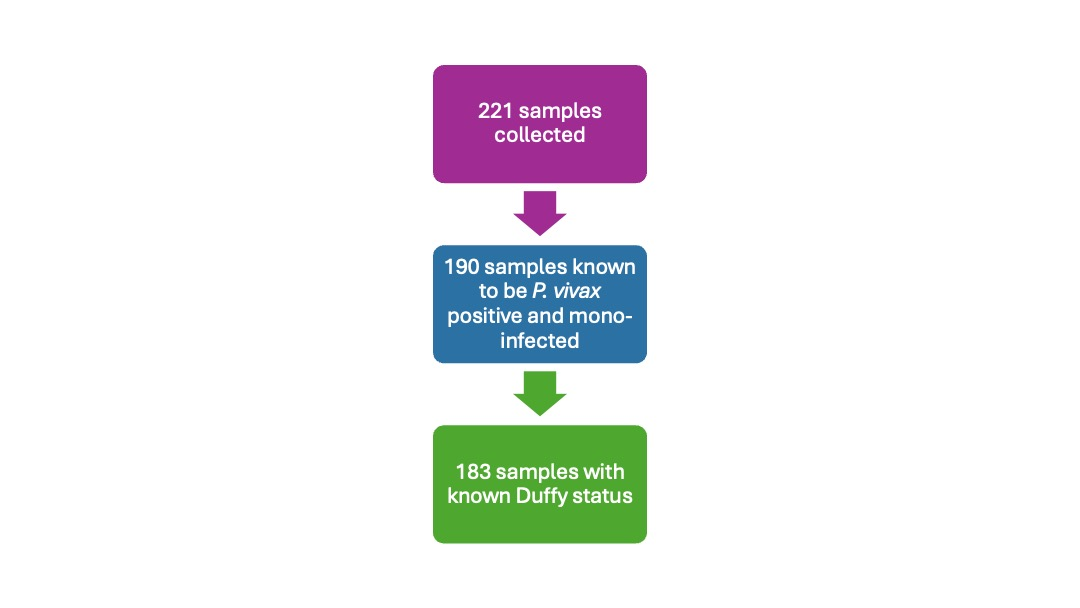 221 samples
collected
190 samples known
to be P. vivax
positive and mono-
infected
183 samples with
known Duffy status